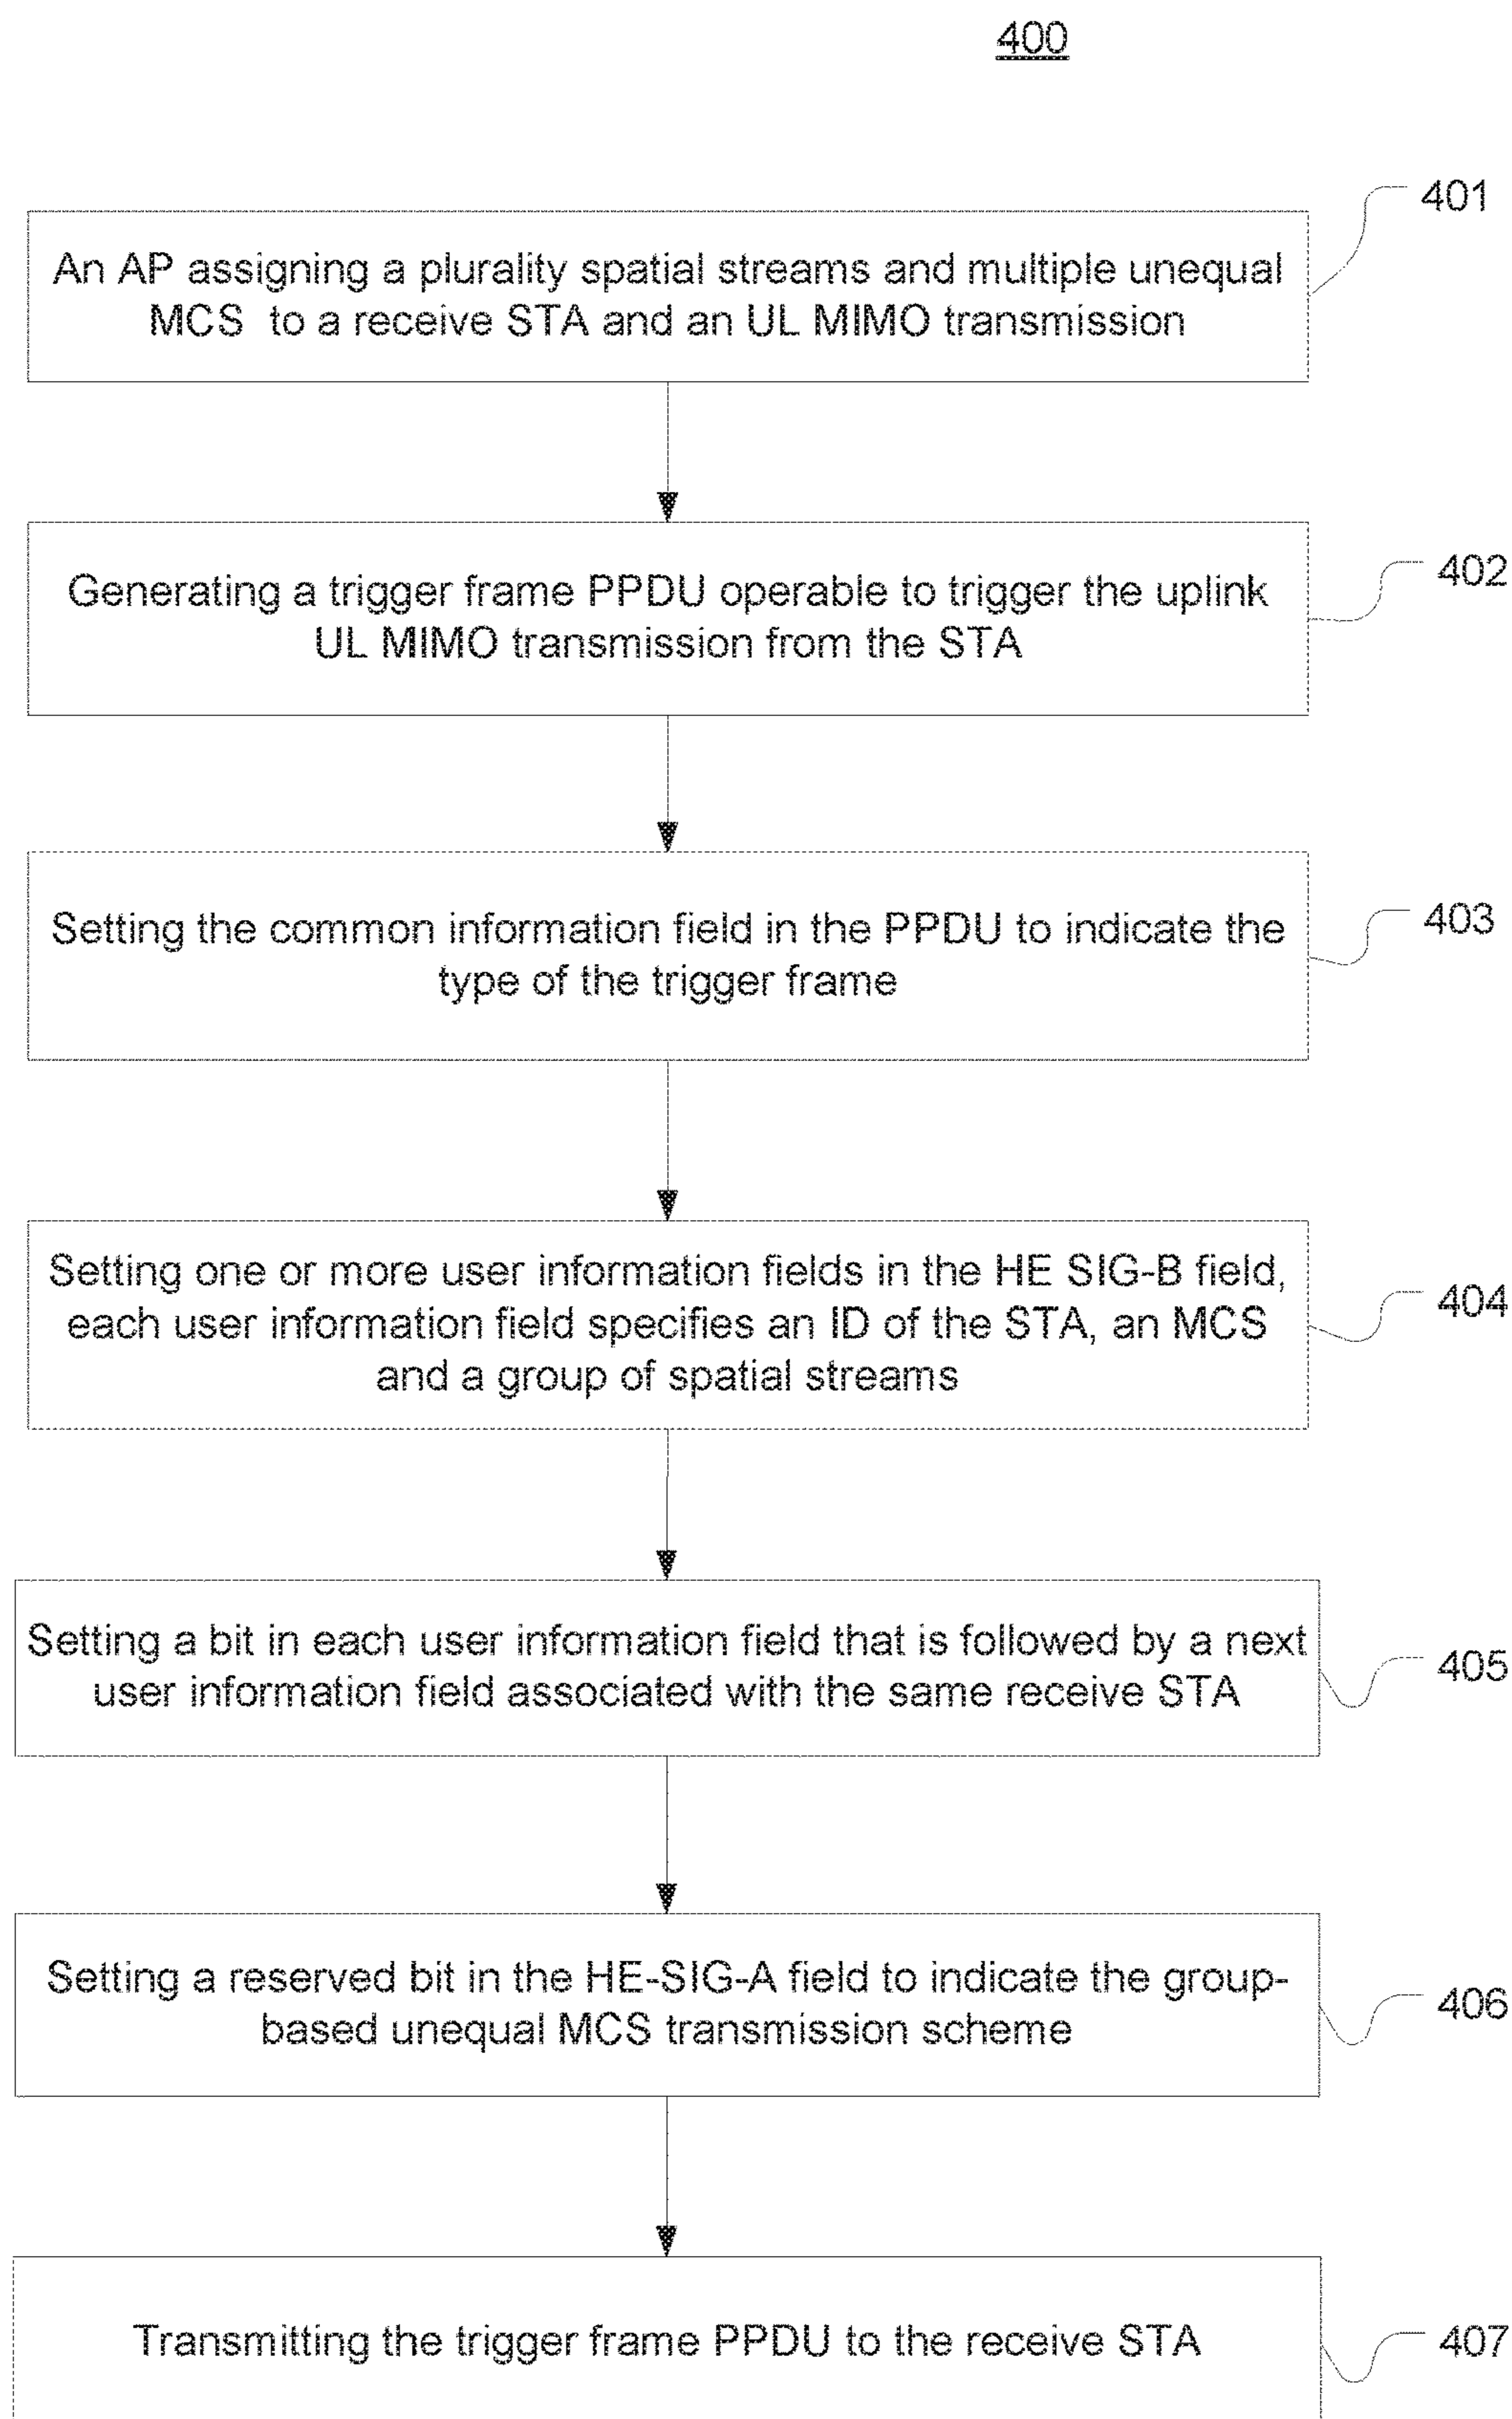 400
401
An AP assigning a plurality spatial streams and multiple unequal
MCS to a receive STA and an UL MIMO transmission
402
Generating a trigger frame PPDU operable to trigger the uplink
UL MIMO transmission from the STA
403
Setting the common information field in the PPDU to indicate the
type of the trigger frame
404
Setting one or more user information fields in the HE SIG-B field,
each user information field specifies an ID of the STA, an MCS
and a group of spatial streams
405
Setting a bit in each user information field that is followed by a next
user information field associated with the same receive STA
406
Setting a reserved bit in the HE-SIG-A field to indicate the group-
based unequal MCS transmission scheme
407
Transmitting the trigger frame PPDU to the receive STA